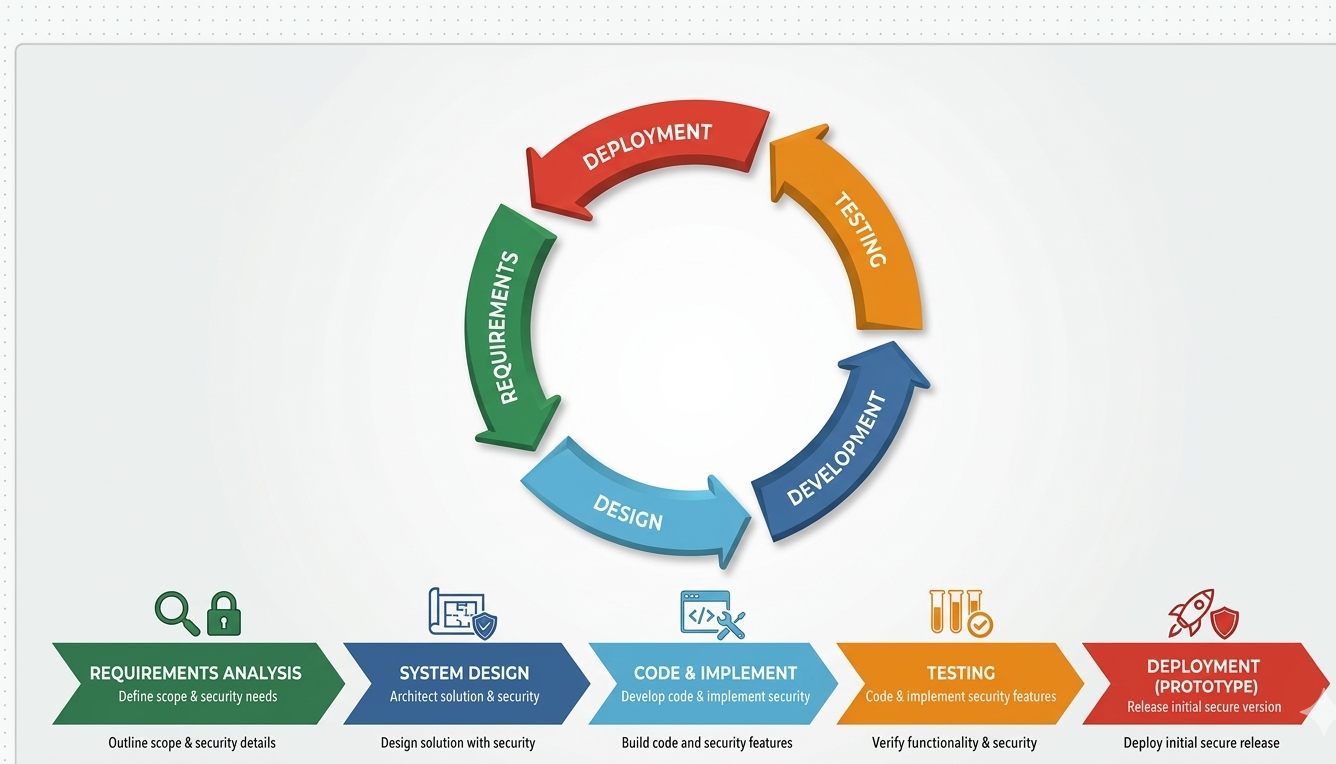 DEPLOYMENT
TESTING
REQUIREMENTS
DEVELOPMENT
DESIGN
REQUIREMENTS ANALYSIS
Define scope & security needs
Outline scope & security details
SYSTEM DESIGN
Architect solution & security
Design solution with security
CODE & IMPLEMENT
Develop code & implement security
Build code and security features
TESTING
Code & implement security features
Verify functionality & security
DEPLOYMENT
(PROTOTYPE)
Release initial secure version
Deploy initial secure release